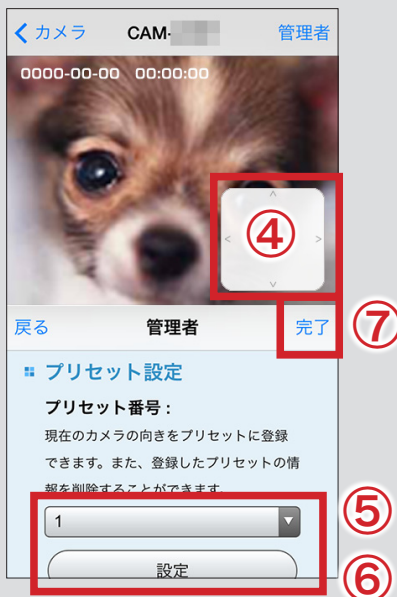 カメラ CAM- 管理者
0000-00-00 00:00:00
④
戻る 管理者 完了 ⑦
プリセット設定
プリセット番号：
現在のカメラの向きをプリセットに登録
できます。また、登録したプリセットの情
報を削除することができます。
1 ⑤
設定 ⑥